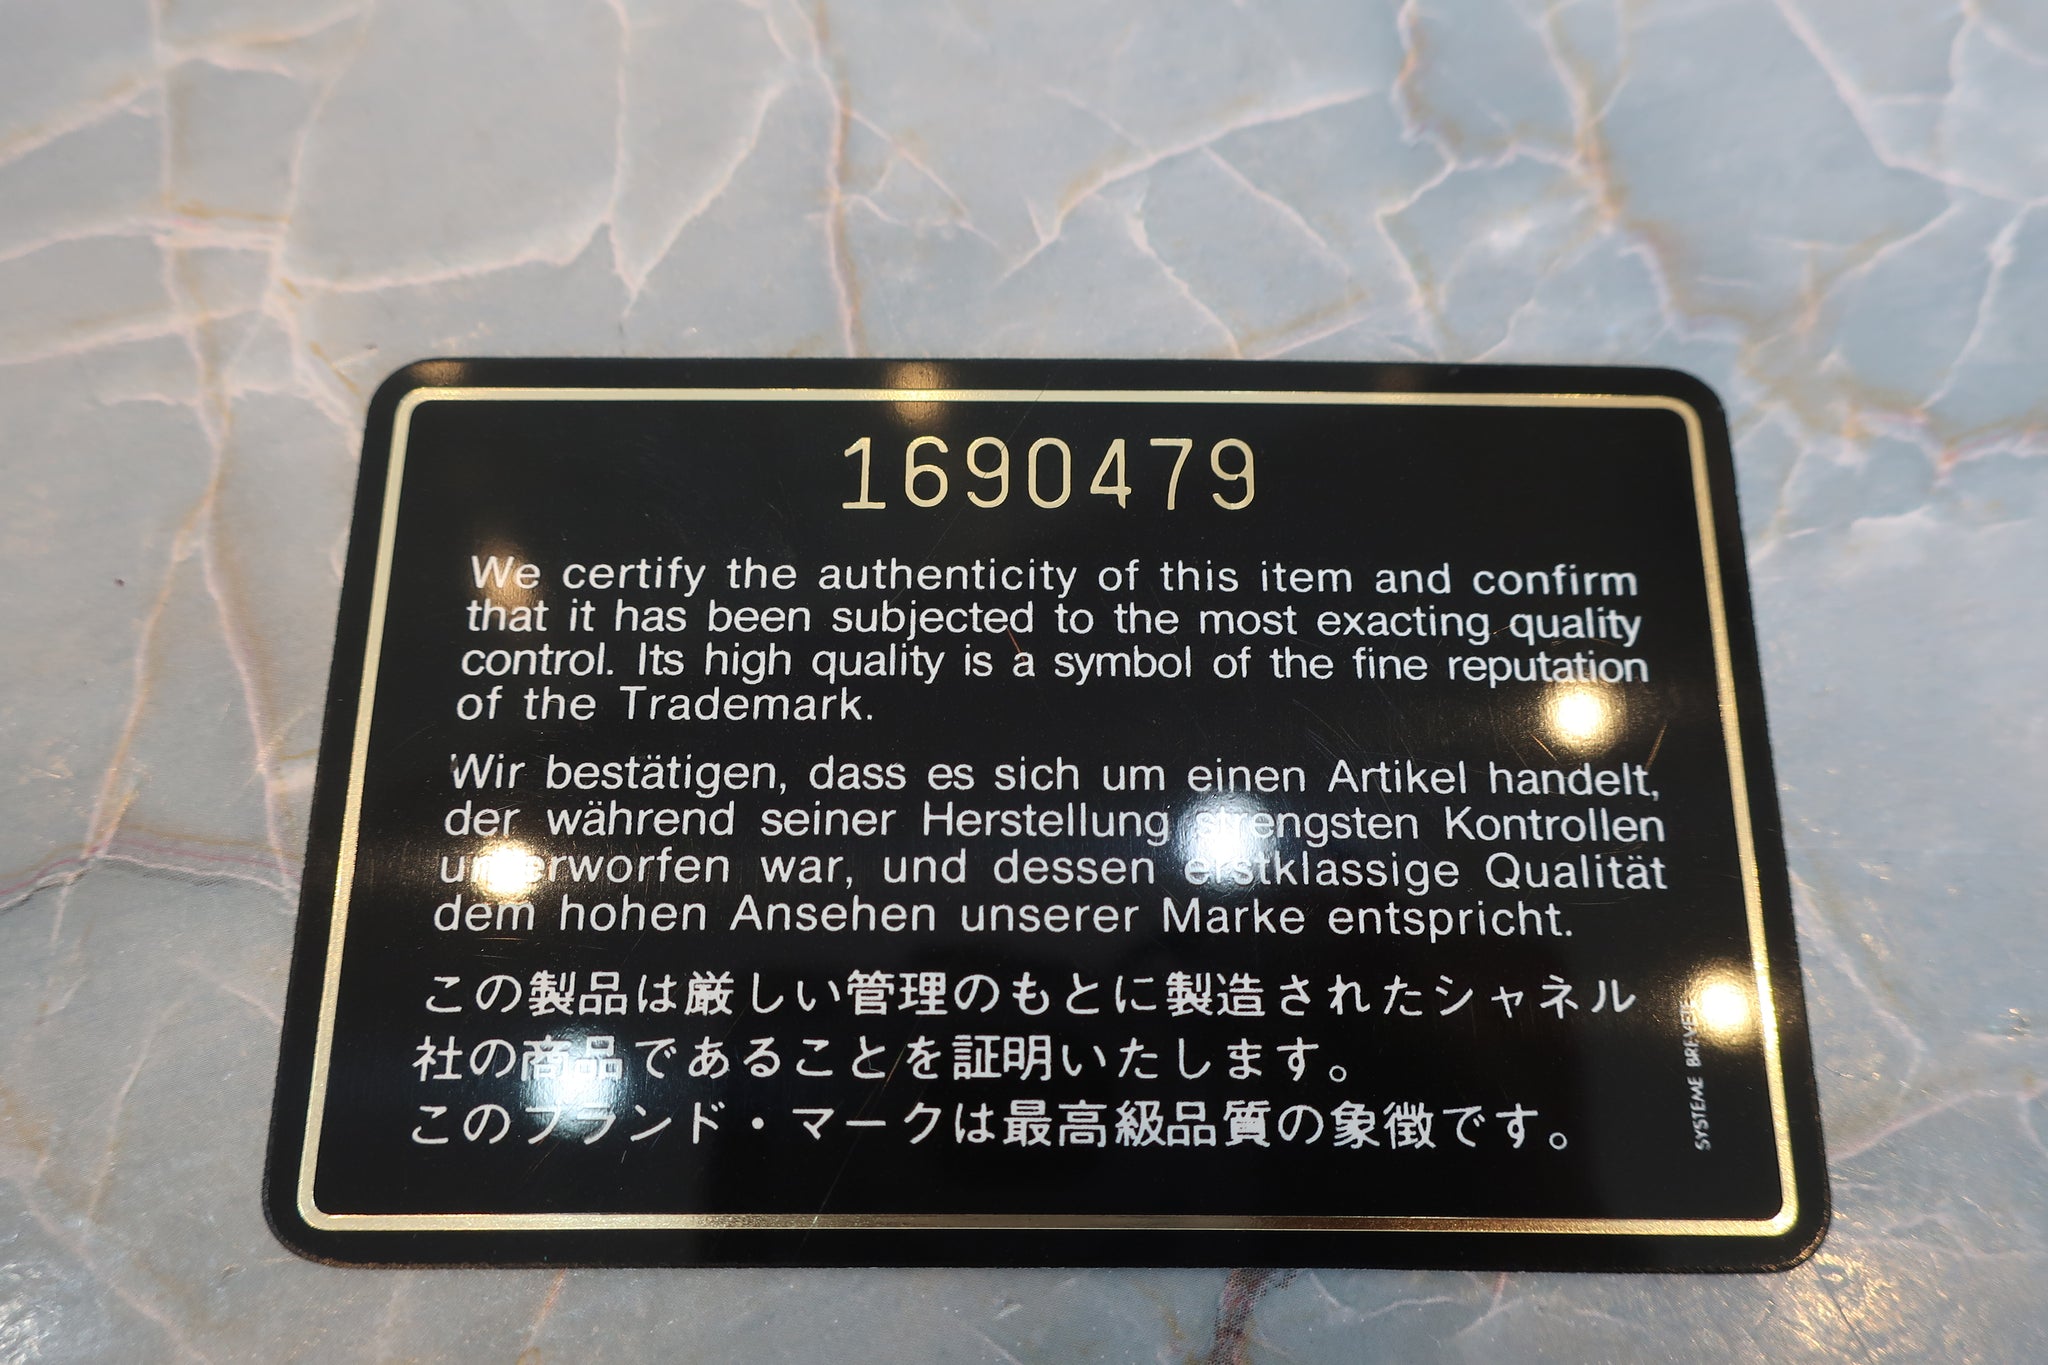 1690479
We certify the authenticity of this item and confirm
that it has been subjected to the most exacting quality
control. Its high quality is a symbol of the fine reputation
of the Trademark.
Wir bestätigen, dass es sich um einen Artikel handelt,
der während seiner Herstellung strengsten Kontrollen
unterworfen war, und dessen erstklassige Qualität
dem hohen Ansehen unserer Marke entspricht.
この製品は厳しい管理のもとに製造されたシャネル
社の商品であることを証明いたします。
このブランド・マークは最高級品質の象徴です。
SYSTEME BREVETE